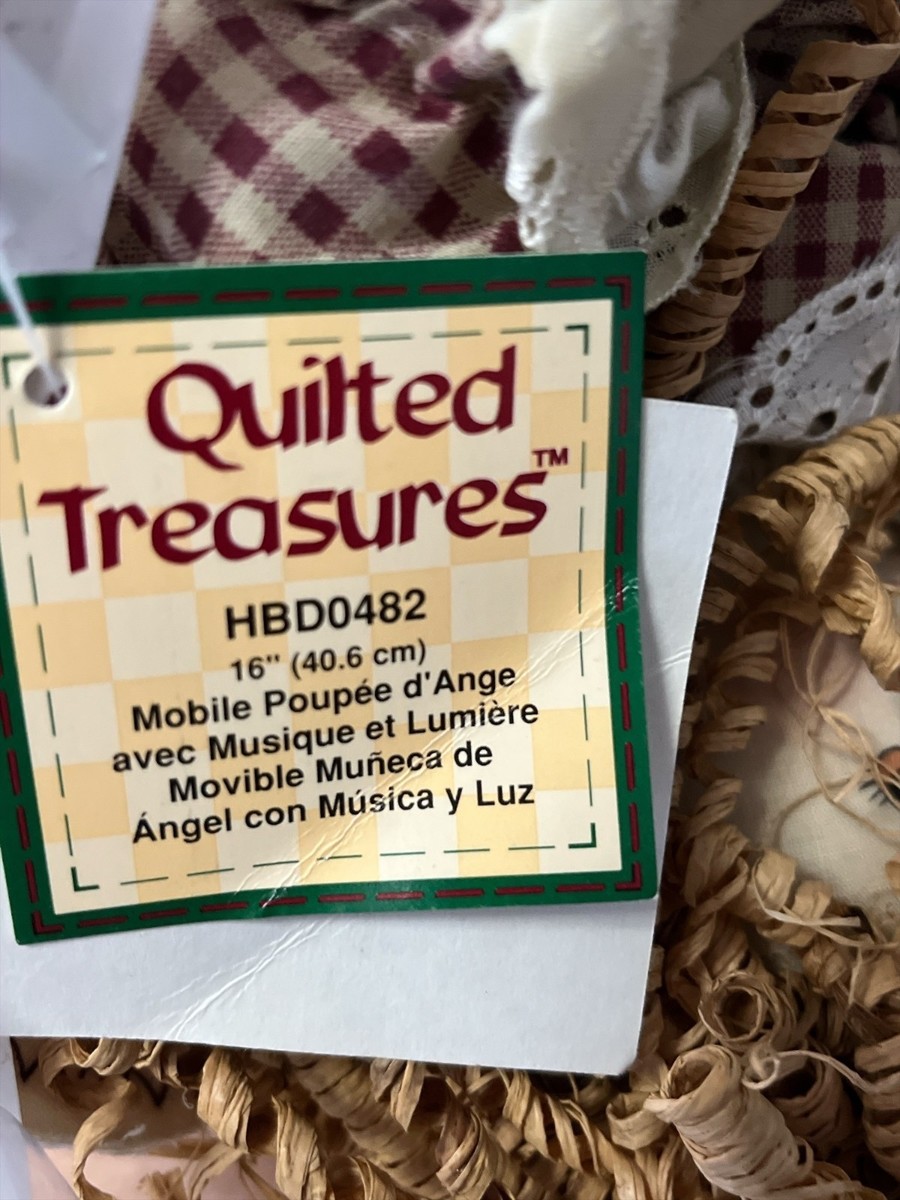 Quilted
Treasures™
HBD0482
16" (40.6 cm)
Mobile Poupée d'Ange
avec Musique et Lumière
Movible Muñeca de
Ángel con Música y Luz